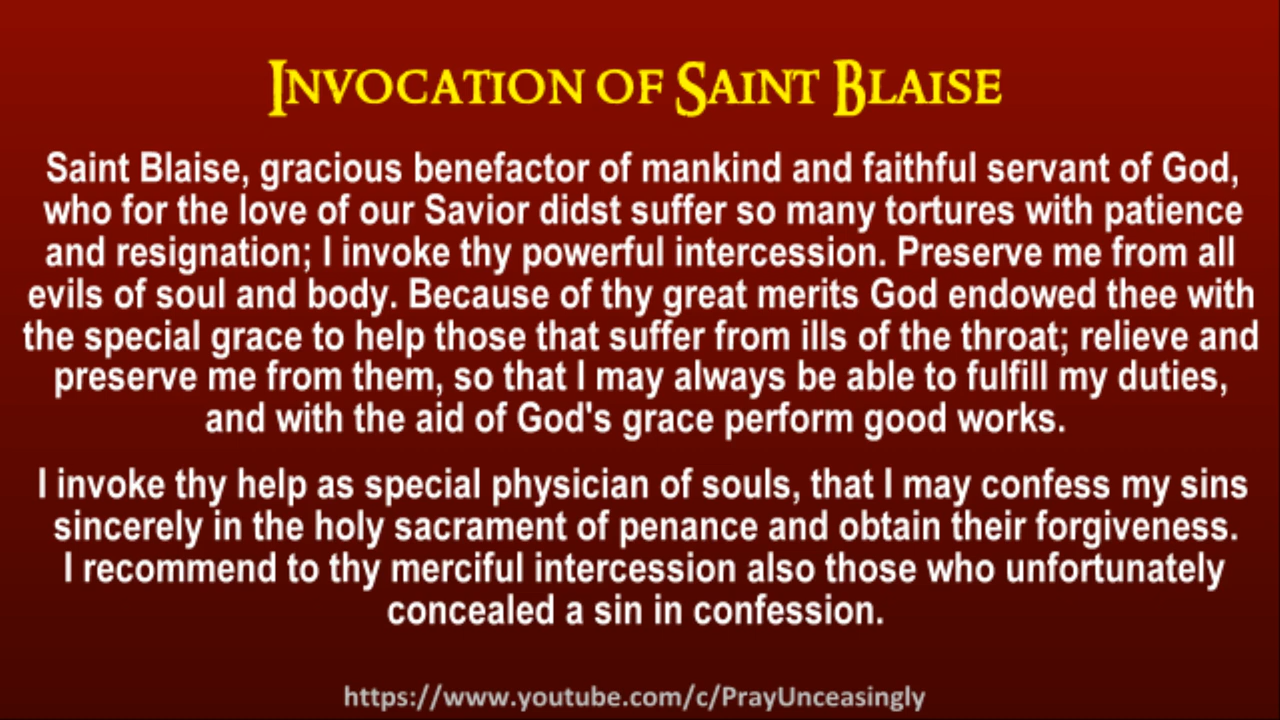 Invocation of Saint Blaise
Saint Blaise, gracious benefactor of mankind and faithful servant of God,
who for the love of our Savior didst suffer so many tortures with patience
and resignation; I invoke thy powerful intercession. Preserve me from all
evils of soul and body. Because of thy great merits God endowed thee with
the special grace to help those that suffer from ills of the throat; relieve and
preserve me from them, so that I may always be able to fulfill my duties,
and with the aid of God's grace perform good works.
I invoke thy help as special physician of souls, that I may confess my sins
sincerely in the holy sacrament of penance and obtain their forgiveness.
I recommend to thy merciful intercession also those who unfortunately
concealed a sin in confession.
https://www.youtube.com/c/PrayUnceasingly